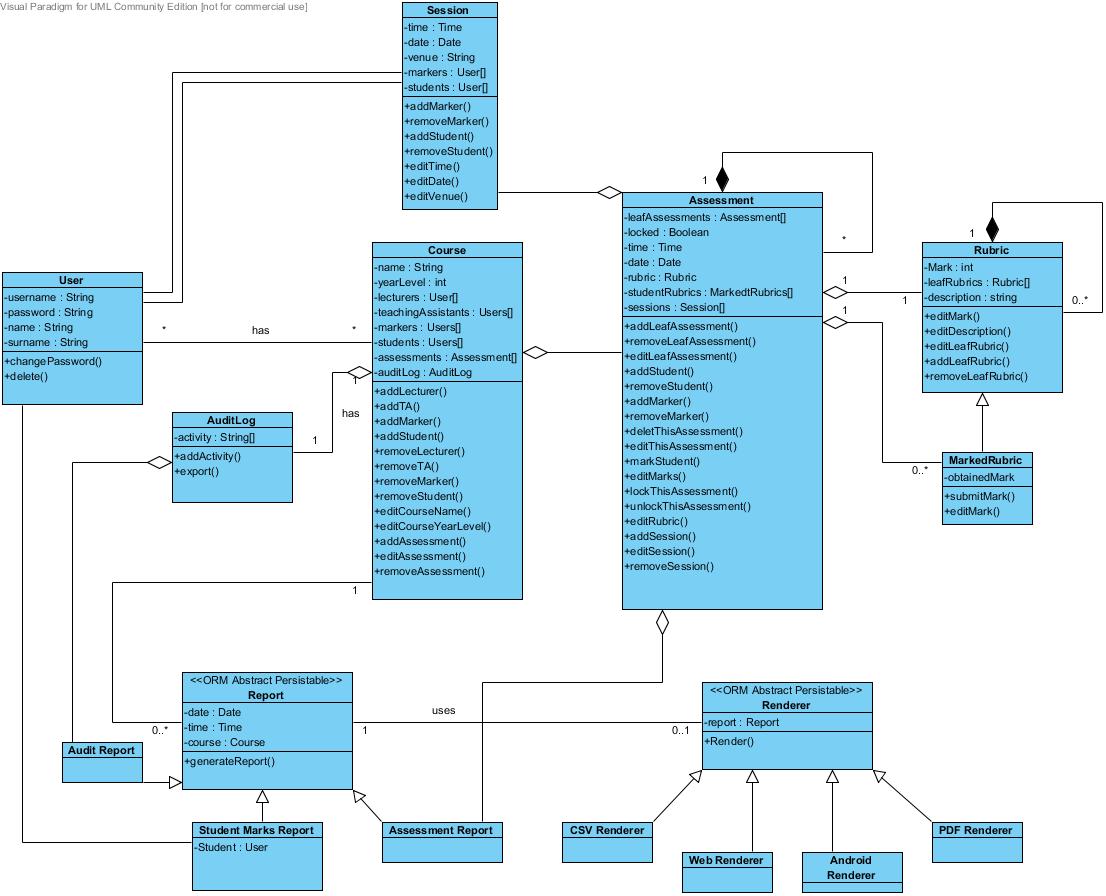 Visual Paradigm for UML Community Edition [not for commercial use]
Session
-time : Time
-date : Date
-venue : String
-markers : User[]
-students : User[]
+addMarker()
+removeMarker()
+addStudent()
+removeStudent()
+editTime()
+editDate()
+editVenue()
1
Assessment
-leafAssessments : Assessment[]
-locked : Boolean
-time : Time
-date : Date
-rubric : Rubric
-studentRubrics : MarkedtRubrics[]
-sessions : Session[]
+addLeafAssessment()
+removeLeafAssessment()
+editLeafAssessment()
+addStudent()
+removeStudent()
+addMarker()
+removeMarker()
+deletThisAssessment()
+editThisAssessment()
+markStudent()
+editMarks()
+lockThisAssessment()
+unlockThisAssessment()
+editRubric()
+addSession()
+editSession()
+removeSession()
*
1
1
1
1
Rubric
-Mark : int
-leafRubrics : Rubric[]
-description : string
+editMark()
+editDescription()
+editLeafRubric()
+addLeafRubric()
+removeLeafRubric()
0..*
0..*
MarkedRubric
-obtainedMark
+submitMark()
+editMark()
Course
-name : String
-yearLevel : int
-lecturers : User[]
-teachingAssistants : Users[]
-markers : Users[]
-students : Users[]
-assessments : Assessment[]
-auditLog : AuditLog
+addLecturer()
+addTA()
+addMarker()
+addStudent()
+removeLecturer()
+removeTA()
+removeMarker()
+removeStudent()
+editCourseName()
+editCourseYearLevel()
+addAssessment()
+editAssessment()
+removeAssessment()
User
-username : String
-password : String
-name : String
-surname : String
+changePassword()
+delete()
*
has
*
1
has
1
AuditLog
-activity : String[]
+addActivity()
+export()
1
0..*
<<ORM Abstract Persistable>>
Report
-date : Date
-time : Time
-course : Course
+generateReport()
1
uses
0..1
<<ORM Abstract Persistable>>
Renderer
-report : Report
+Render()
Audit Report
Student Marks Report
-Student : User
Assessment Report
CSV Renderer
Web Renderer
Android
Renderer
PDF Renderer